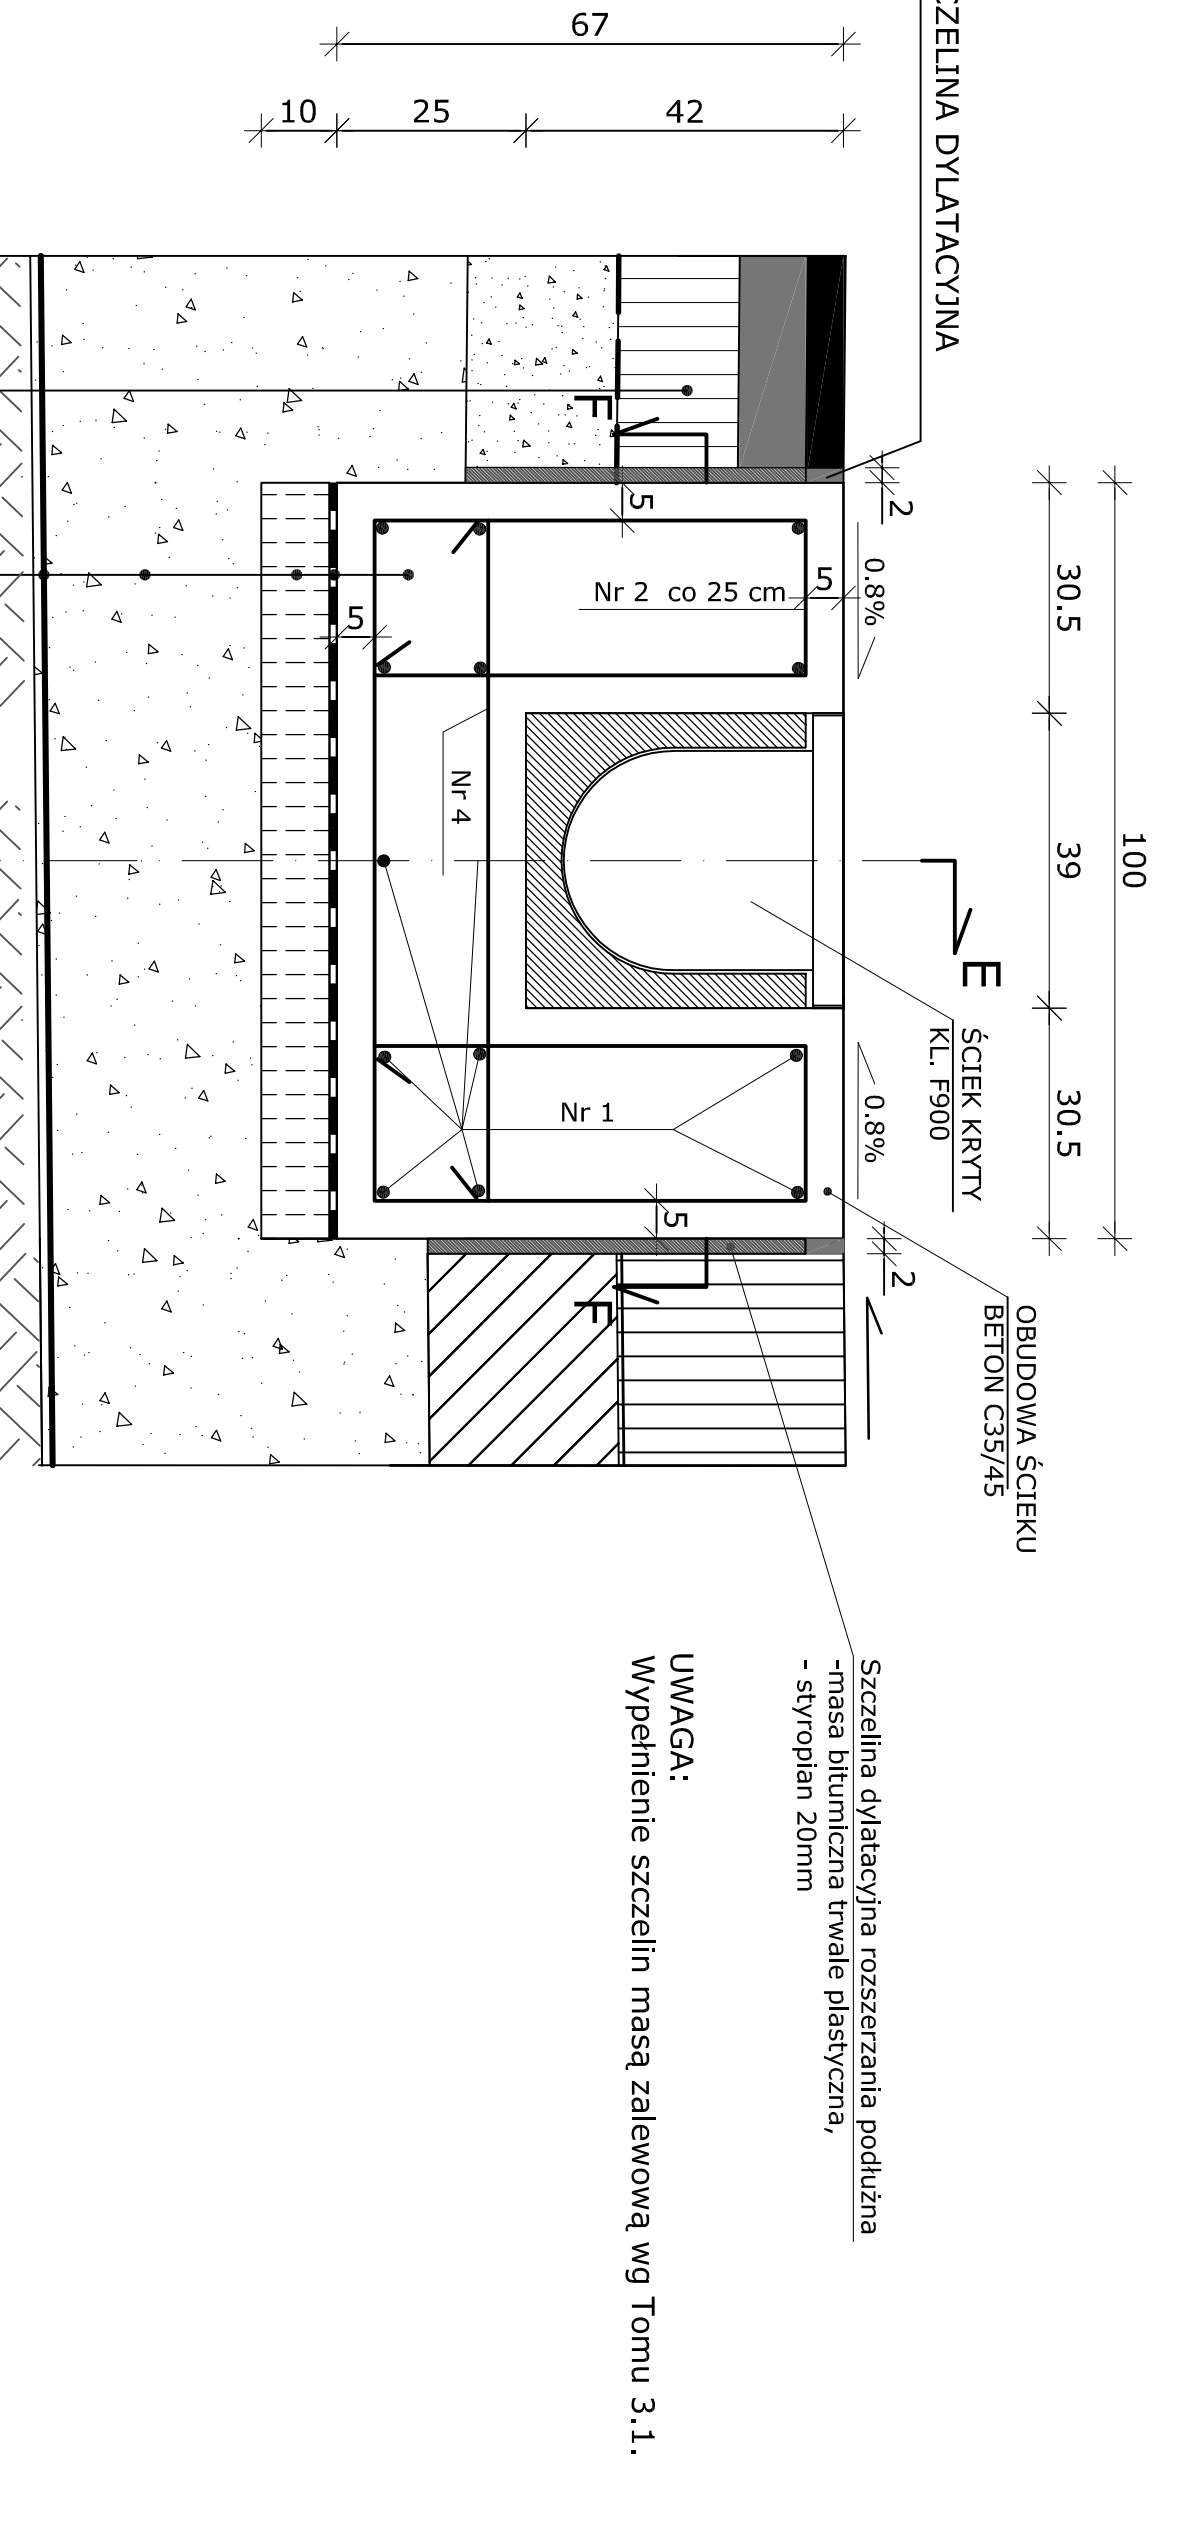 67
10
25
42
CZELINA DYLATACYJNA
2
5
0.8%
5
Nr 2 co 25 cm
5
30.5
39
30.5
100
Nr 4
E
ŚCIEK KRYTY
KL. F900
Nr 1
0.8%
5
2
F
F
OBUDOWA ŚCIEKU
BETON C35/45
Szczelina dylatacyjna rozszerzania podłużna
-masa bitumiczna trwale plastyczna,
- styropian 20mm
UWAGA:
Wypełnienie szczelin masą zalewową wg Tomu 3.1.